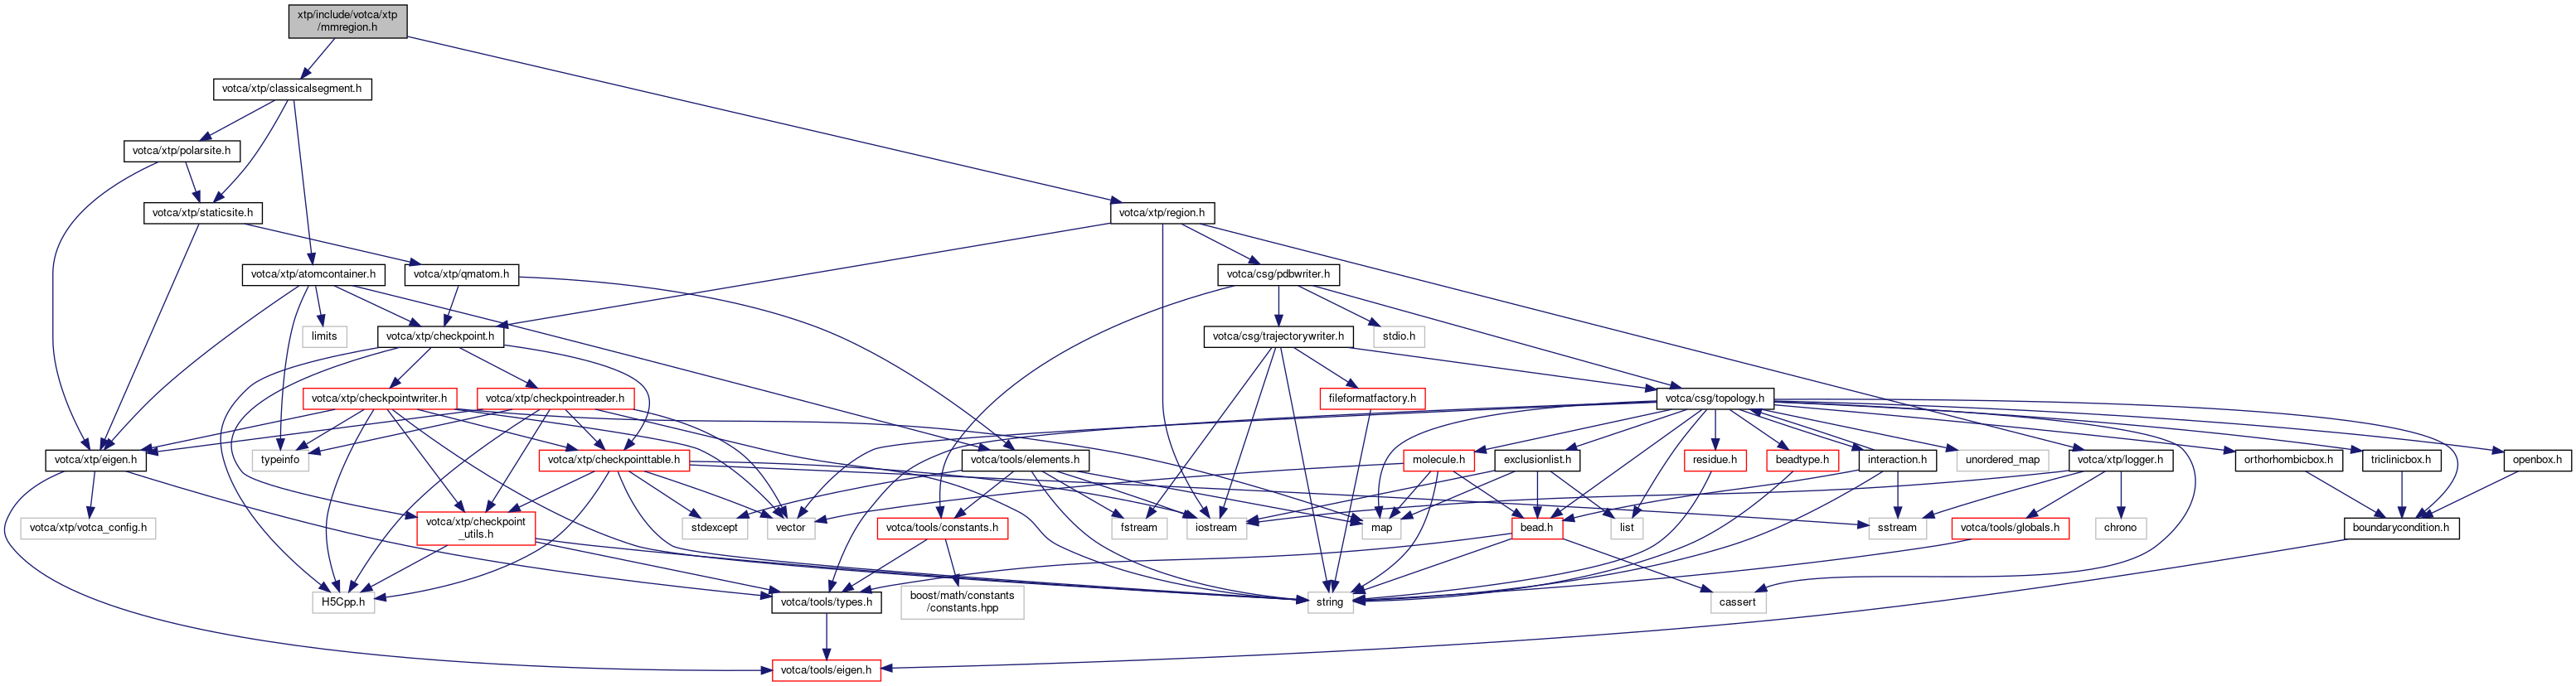 xtp/include/votca/xtp
/mmregion.h
votca/xtp/classicalsegment.h
votca/xtp/polarsite.h
votca/xtp/staticsite.h
votca/xtp/region.h
votca/xtp/atomcontainer.h
votca/xtp/qmatom.h
votca/csg/pdbwriter.h
limits
votca/xtp/checkpoint.h
votca/csg/trajectorywriter.h
stdio.h
votca/xtp/checkpointwriter.h
votca/xtp/checkpointreader.h
fileformatfactory.h
votca/csg/topology.h
votca/xtp/eigen.h
typeinfo
votca/xtp/checkpointtable.h
votca/tools/elements.h
molecule.h
exclusionlist.h
residue.h
beadtype.h
interaction.h
unordered_map
votca/xtp/logger.h
orthorhombicbox.h
triclinicbox.h
openbox.h
votca/xtp/votca_config.h
votca/xtp/checkpoint
_utils.h
stdexcept
vector
votca/tools/constants.h
fstream
iostream
map
bead.h
list
sstream
votca/tools/globals.h
chrono
boundarycondition.h
H5Cpp.h
votca/tools/types.h
boost/math/constants
/constants.hpp
string
cassert
votca/tools/eigen.h